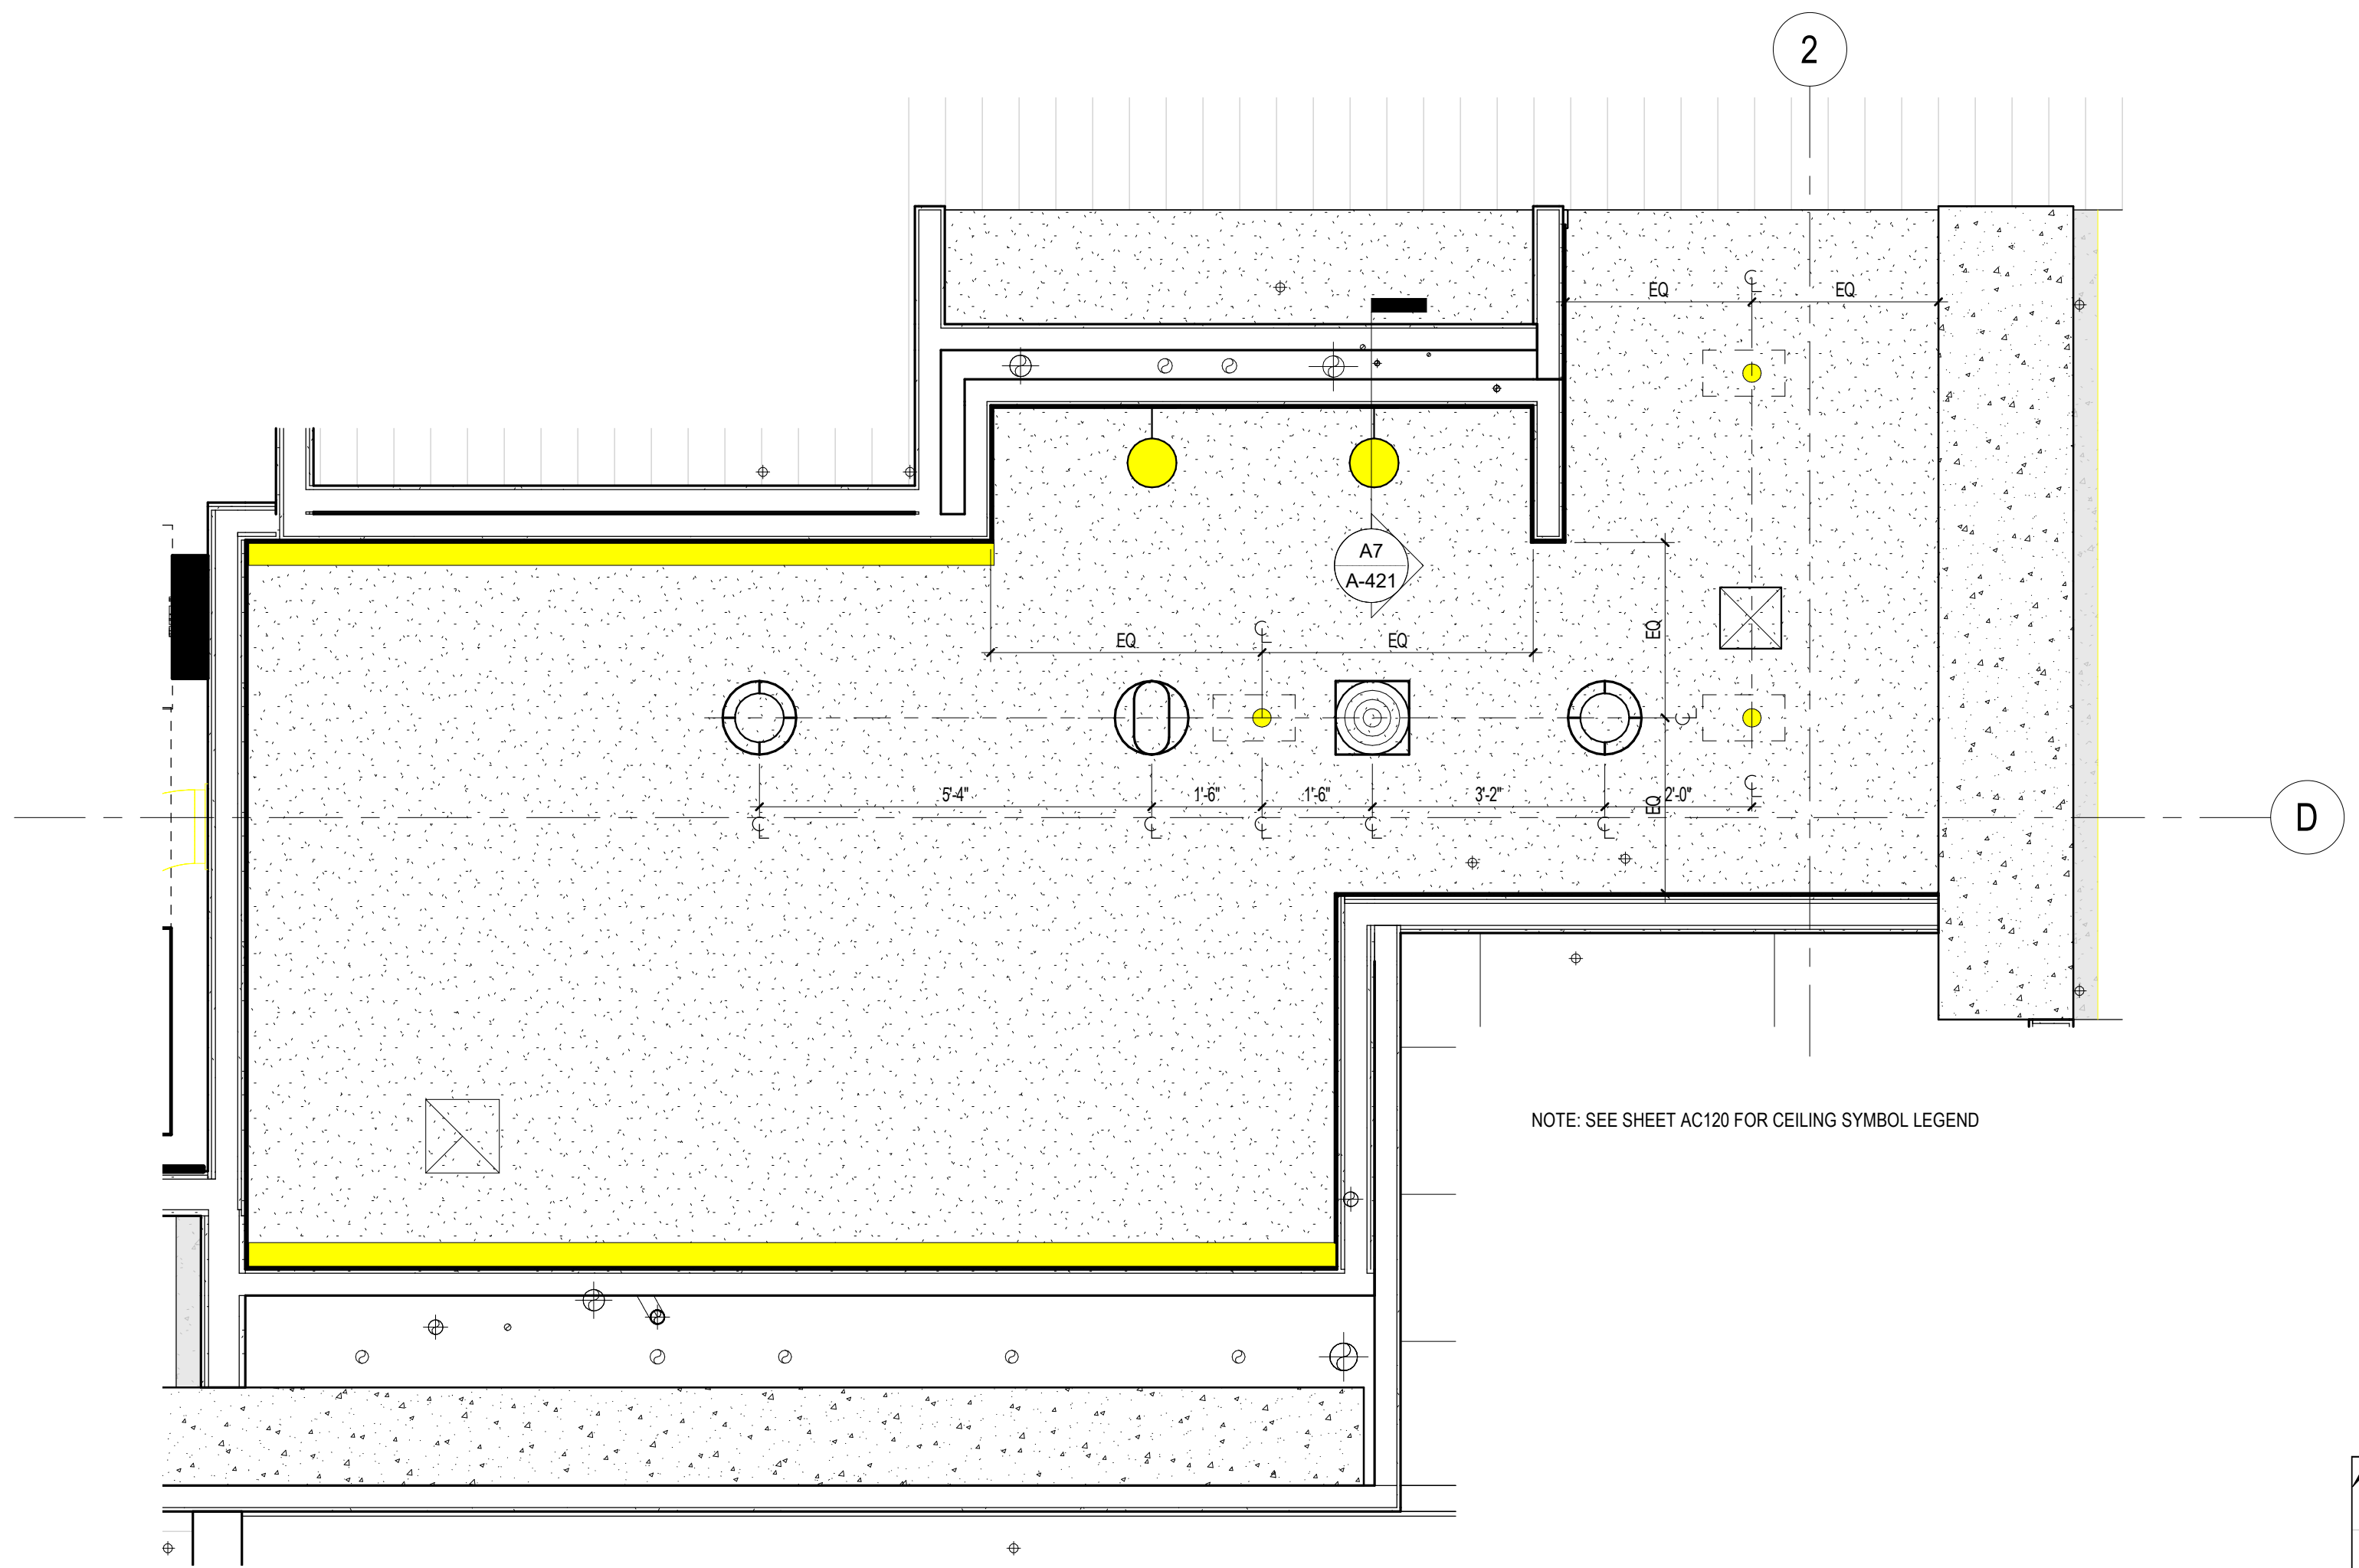 2
EQ
EQ
A7
A-421
EQ
EQ
EQ
5'-4"
1'-6"
1'-6"
3'-2"
EQ
2'-0"
D
NOTE: SEE SHEET AC120 FOR CEILING SYMBOL LEGEND